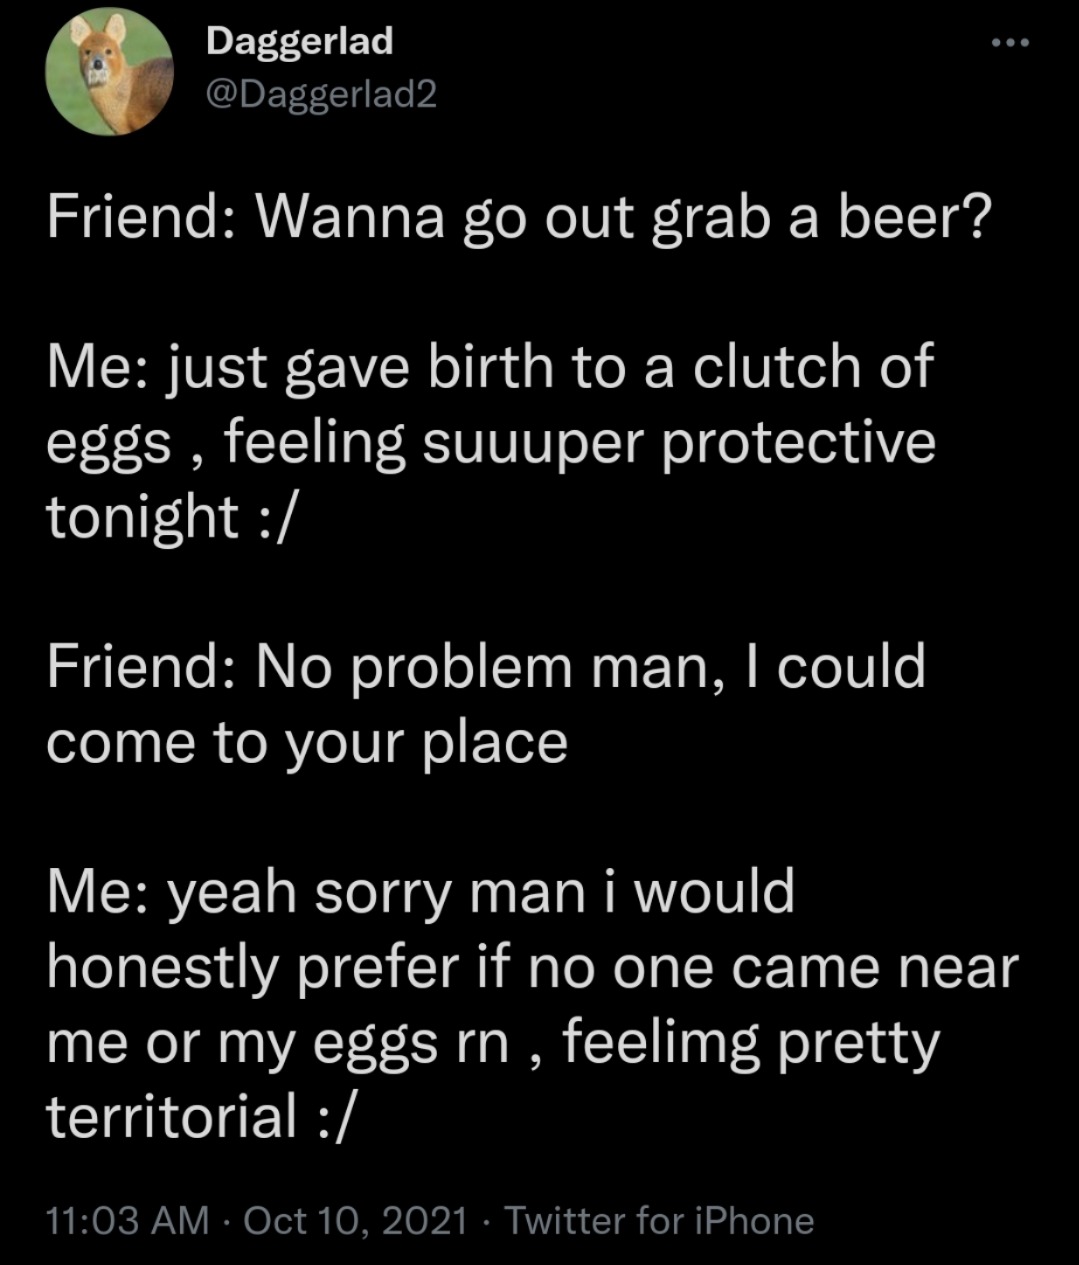 Daggerlad
@Daggerlad2
Friend: Wanna go out grab a beer?
Me: just gave birth to a clutch of
eggs , feeling suuuper protective
tonight :/
Friend: No problem man, I could
come to your place
Me: yeah sorry man i would
honestly prefer if no one came near
me or my eggs rn , feelimg pretty
territorial :/
11:03 AM · Oct 10, 2021 · Twitter for iPhone